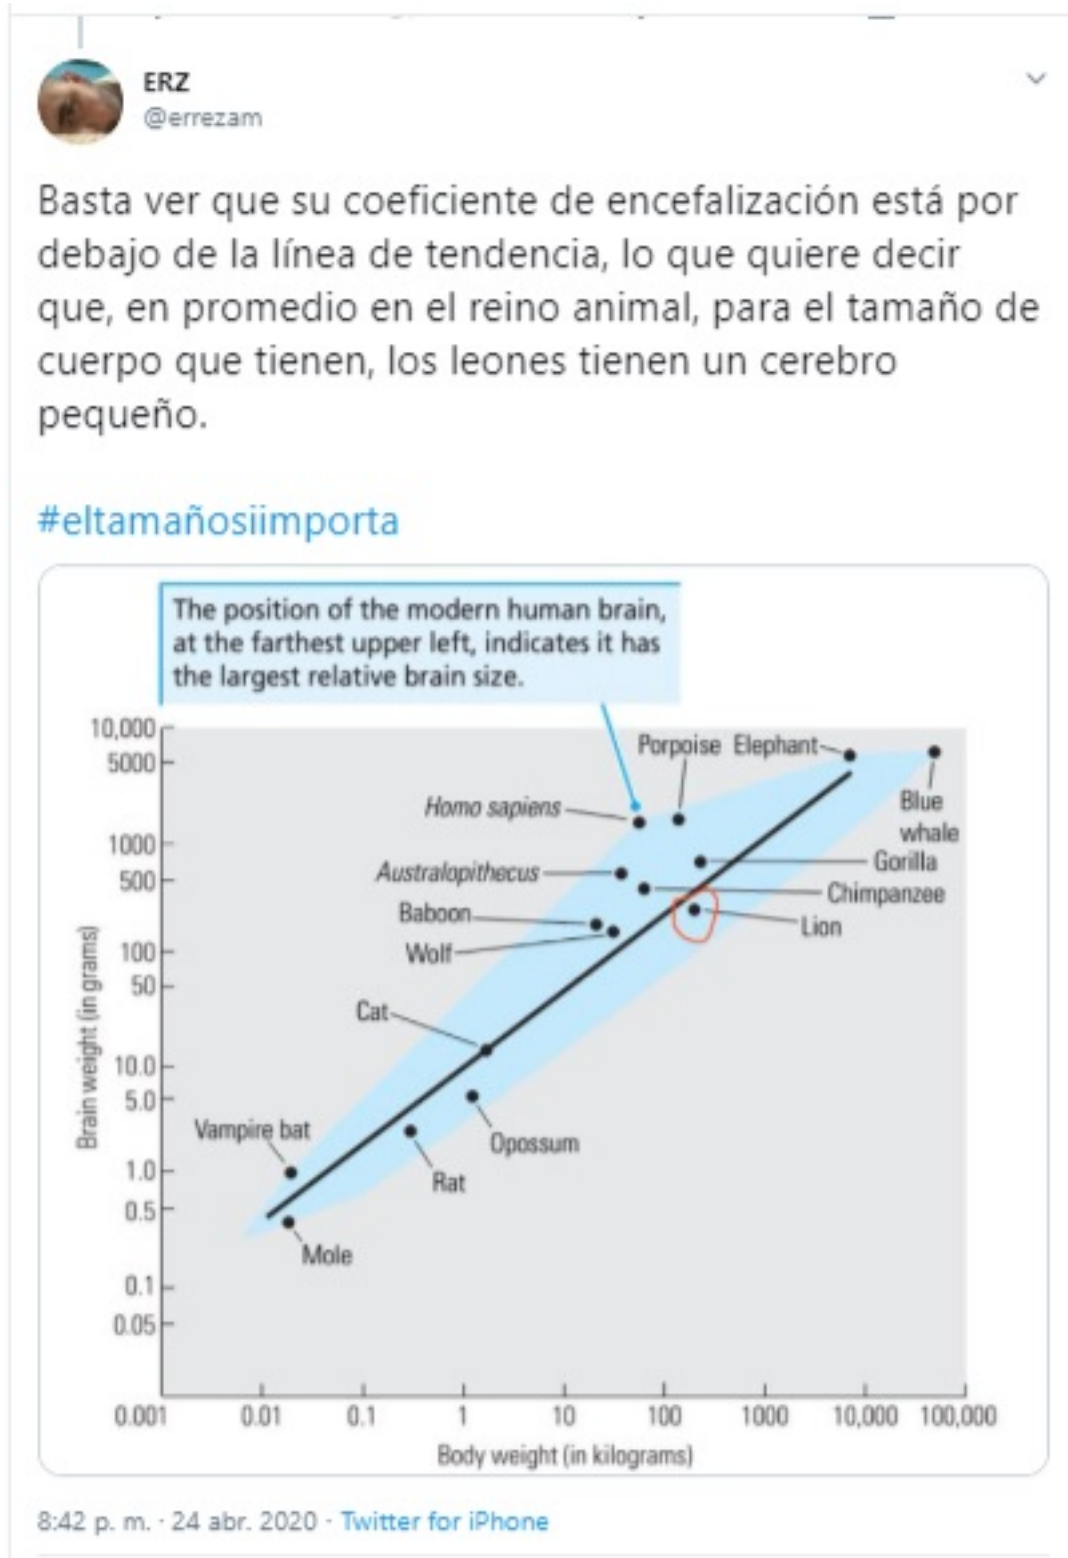 ERZ
@errezam
Basta ver que su coeficiente de encefalización está por
debajo de la línea de tendencia, lo que quiere decir
que, en promedio en el reino animal, para el tamaño de
cuerpo que tienen, los leones tienen un cerebro
pequeño.
#eltamañosiimporta
The position of the modern human brain,
at the farthest upper left, indicates it has
the largest relative brain size.
10,000
5000
1000
500
100
50
10.0
5.0
1.0
0.5
0.1
0.05
Brain weight (in grams)
Porpoise
Elephant
Homo sapiens
Blue
whale
Gorilla
Australopithecus
Chimpanzee
Baboon
Lion
Wolf
Cat
Vampire bat
Opossum
Rat
Mole
0.001
0.01
0.1
1
10
100
1000
10,000
100,000
Body weight (in kilograms)
8:42 p. m. · 24 abr. 2020 · Twitter for iPhone